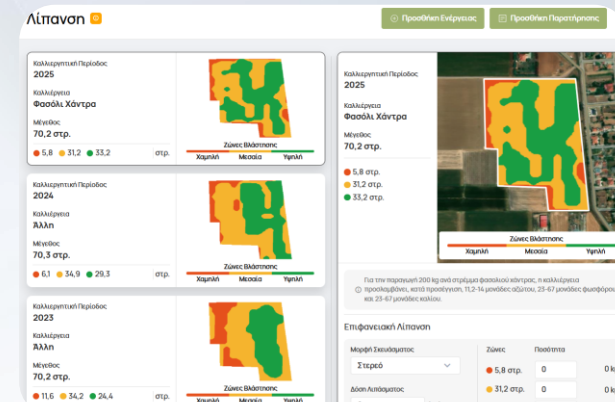 Λίπανση
Προσθήκη Ενέργειας
Προσθήκη Παρατήρησης
Καλλιεργητική Περίοδος
2025
Καλλιέργεια
Φασόλι Χάντρα
Μέγεθος
70,2 στρ.
5,8 31,2 33,2 στρ.
Ζώνες Βλάστησης
Χαμηλή Μεσαία Υψηλή
Καλλιεργητική Περίοδος
2024
Καλλιέργεια
Άλλη
Μέγεθος
70,3 στρ.
6,1 34,9 29,3 στρ.
Ζώνες Βλάστησης
Χαμηλή Μεσαία Υψηλή
Καλλιεργητική Περίοδος
2023
Καλλιέργεια
Άλλη
Μέγεθος
70,2 στρ.
11,6 34,2 24,4 στρ.
Ζώνες Βλάστησης
Χαμηλή Μεσαία Υψηλή
Καλλιεργητική Περίοδος
2025
Καλλιέργεια
Φασόλι Χάντρα
Μέγεθος
70,2 στρ.
5,8 στρ.
31,2 στρ.
33,2 στρ.
Ζώνες Βλάστησης
Χαμηλή Μεσαία Υψηλή
Για την παραγωγή 200 kg ανά στρέμμα φασολιού χάντρας, η καλλιέργεια
προσλαμβάνει, κατά προσέγγιση, 11,2-14 μονάδες αζώτου, 23-67 μονάδες φωσφόρου
και 23-67 μονάδες καλίου.
Επιφανειακή Λίπανση
Μορφή Σκευάσματος
Στερεό
Δόση Λιπάσματος
Ζώνες Ποσότητα
5,8 στρ. 0 0
31,2 στρ. 0 0